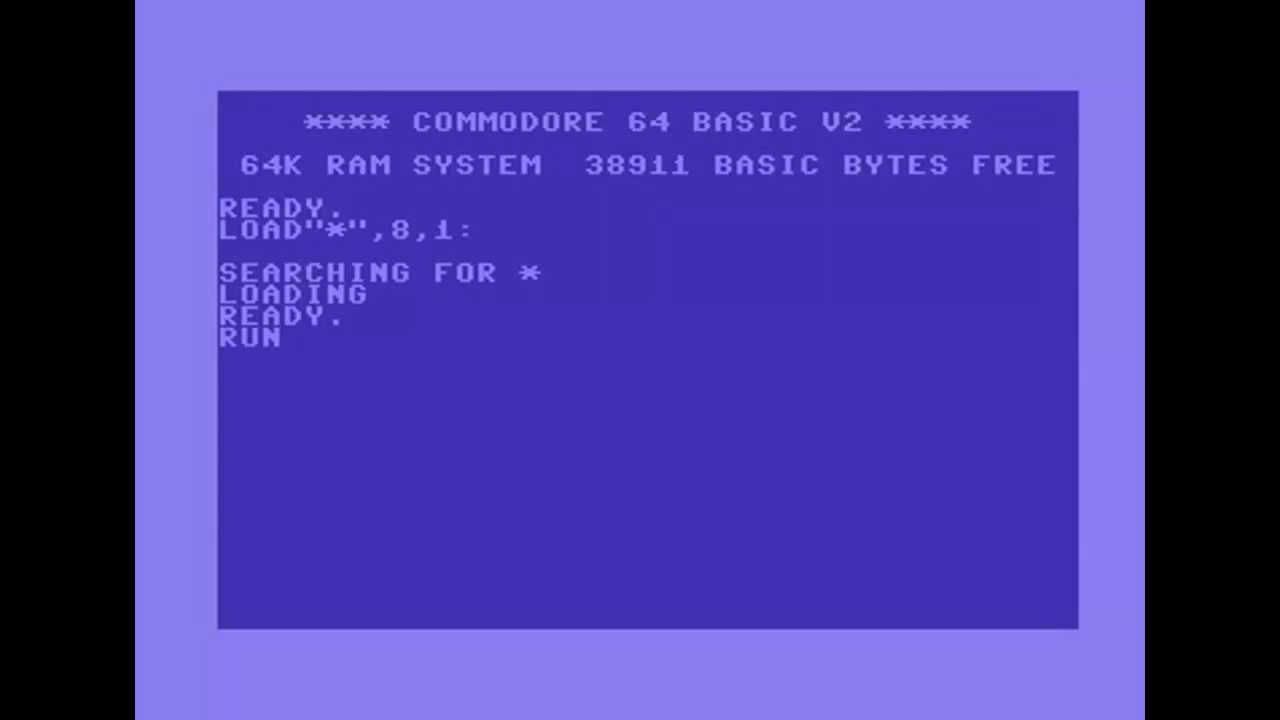 **** COMMODORE 64 BASIC V2 ****
64K RAM SYSTEM  38911 BASIC BYTES FREE
READY.
LOAD"*",8,1:
SEARCHING FOR *
LOADING
READY.
RUN